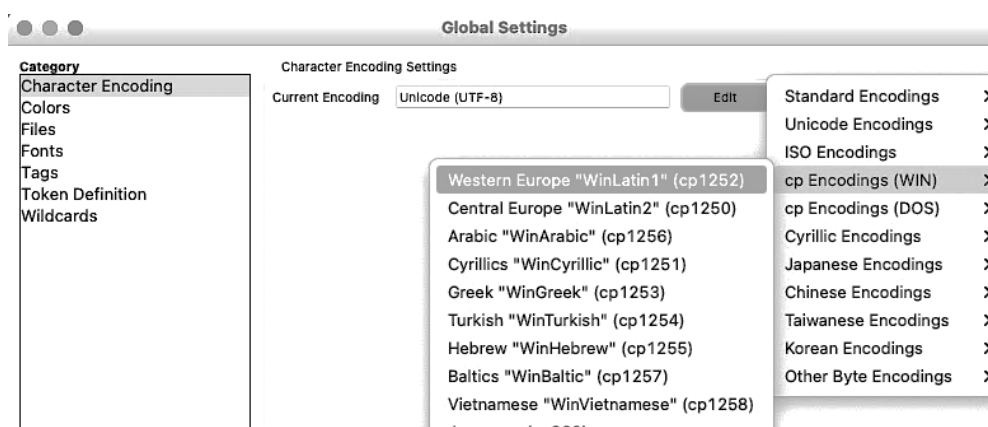 Global Settings
Category
Character Encoding
Colors
Files
Fonts
Tags
Token Definition
Wildcards
Character Encoding Settings
Current Encoding Unicode (UTF-8) Edit
Standard Encodings
Unicode Encodings
ISO Encodings
cp Encodings (WIN)
cp Encodings (DOS)
Cyrillic Encodings
Japanese Encodings
Chinese Encodings
Taiwanese Encodings
Korean Encodings
Other Byte Encodings
Western Europe "WinLatin1" (cp1252)
Central Europe "WinLatin2" (cp1250)
Arabic "WinArabic" (cp1256)
Cyrillics "WinCyrillic" (cp1251)
Greek "WinGreek" (cp1253)
Turkish "WinTurkish" (cp1254)
Hebrew "WinHebrew" (cp1255)
Baltics "WinBaltic" (cp1257)
Vietnamese "WinVietnamese" (cp1258)